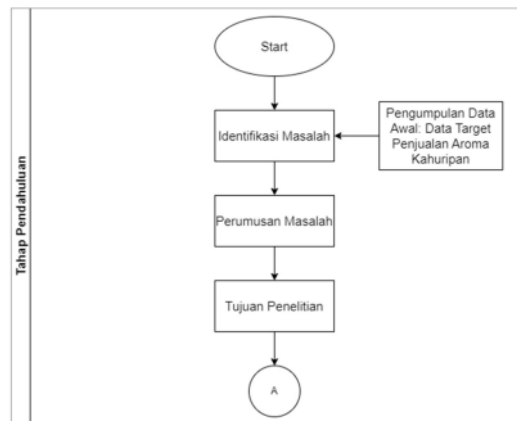 Tahap Pendahuluan
Start
Identifikasi Masalah
Pengumpulan Data
Awal: Data Target
Penjualan Aroma
Kahuripan
Perumusan Masalah
Tujuan Penelitian
A